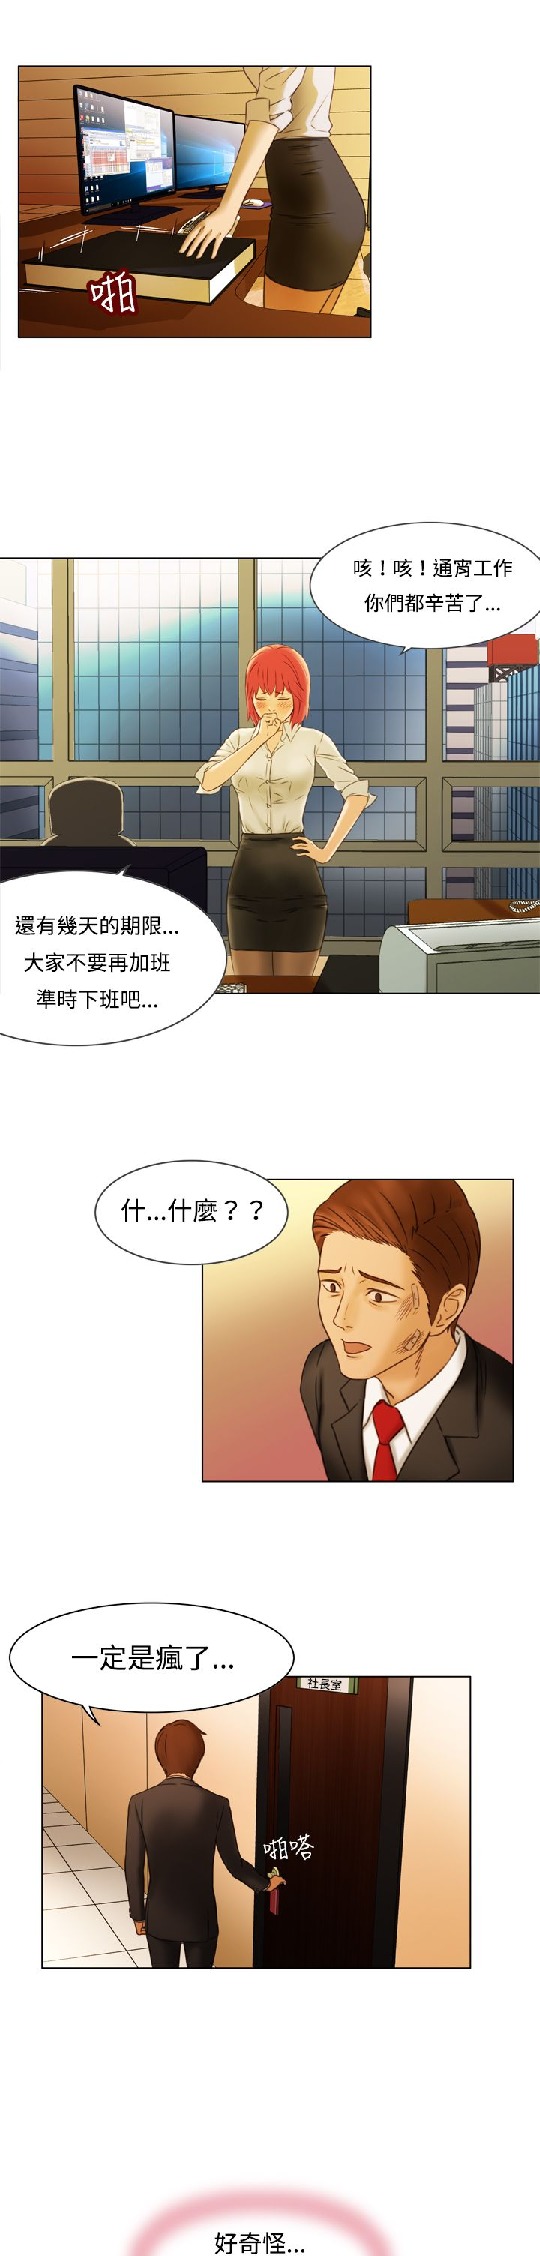 啪
咳！咳！通宵工作
你們都辛苦了...
還有幾天的期限...
大家不要再加班
準時下班吧...
什...什麼？？
一定是瘋了...
社長室
啪嗒
好奇怪...